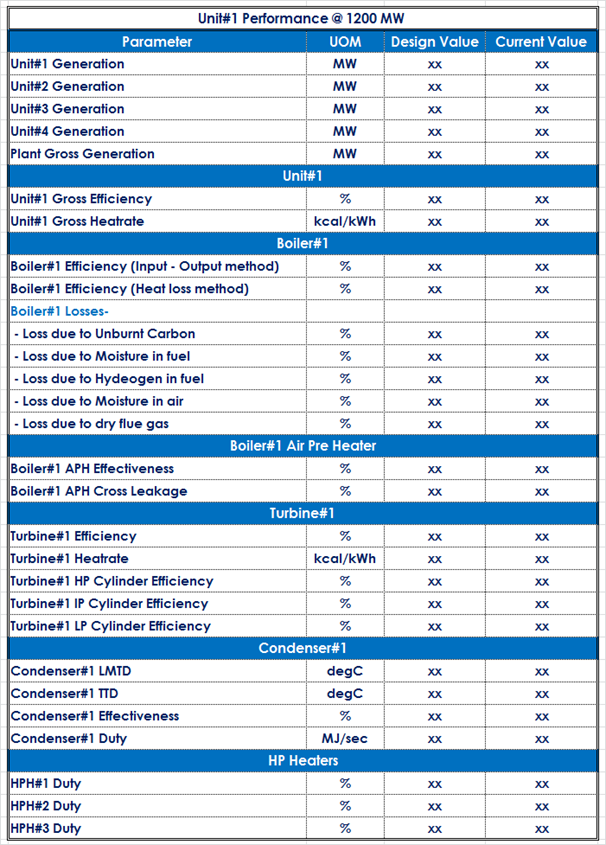 Unit#1 Performance @ 1200 MW
Parameter UOM Design Value Current Value
Unit#1 Generation MW xx xx
Unit#2 Generation MW xx xx
Unit#3 Generation MW xx xx
Unit#4 Generation MW xx xx
Plant Gross Generation MW xx xx
Unit#1
Unit#1 Gross Efficiency % xx xx
Unit#1 Gross Heatrate kcal/kWh xx xx
Boiler#1
Boiler#1 Efficiency (Input - Output method) % xx xx
Boiler#1 Efficiency (Heat loss method) % xx xx
Boiler#1 Losses-
- Loss due to Unburnt Carbon % xx xx
- Loss due to Moisture in fuel % xx xx
- Loss due to Hydeogen in fuel % xx xx
- Loss due to Moisture in air % xx xx
- Loss due to dry flue gas % xx xx
Boiler#1 Air Pre Heater
Boiler#1 APH Effectiveness % xx xx
Boiler#1 APH Cross Leakage % xx xx
Turbine#1
Turbine#1 Efficiency % xx xx
Turbine#1 Heatrate kcal/kWh xx xx
Turbine#1 HP Cylinder Efficiency % xx xx
Turbine#1 IP Cylinder Efficiency % xx xx
Turbine#1 LP Cylinder Efficiency % xx xx
Condenser#1
Condenser#1 LMTD degC xx xx
Condenser#1 TTD degC xx xx
Condenser#1 Effectiveness % xx xx
Condenser#1 Duty MJ/sec xx xx
HP Heaters
HPH#1 Duty % xx xx
HPH#2 Duty % xx xx
HPH#3 Duty % xx xx